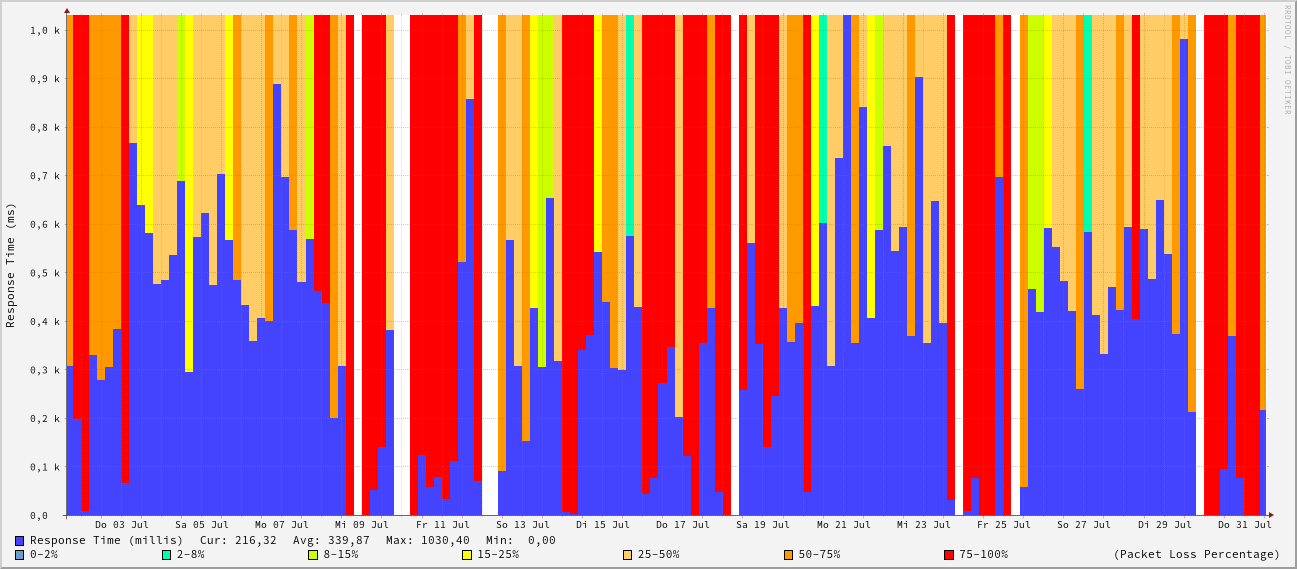 RRDTOOL / TOBI OETIKER
Response Time (ms)
1,0 k
0,9 k
0,8 k
0,7 k
0,6 k
0,5 k
0,4 k
0,3 k
0,2 k
0,1 k
0,0
Do 03 Jul Sa 05 Jul Mo 07 Jul Mi 09 Jul Fr 11 Jul So 13 Jul Di 15 Jul Do 17 Jul Sa 19 Jul Mo 21 Jul Mi 23 Jul Fr 25 Jul So 27 Jul Di 29 Jul Do 31 Jul
Response Time (millis) Cur: 216,32 Avg: 339,87 Max: 1030,40 Min: 0,00
0-2% 2-8% 8-15% 15-25% 25-50% 50-75% 75-100% (Packet Loss Percentage)